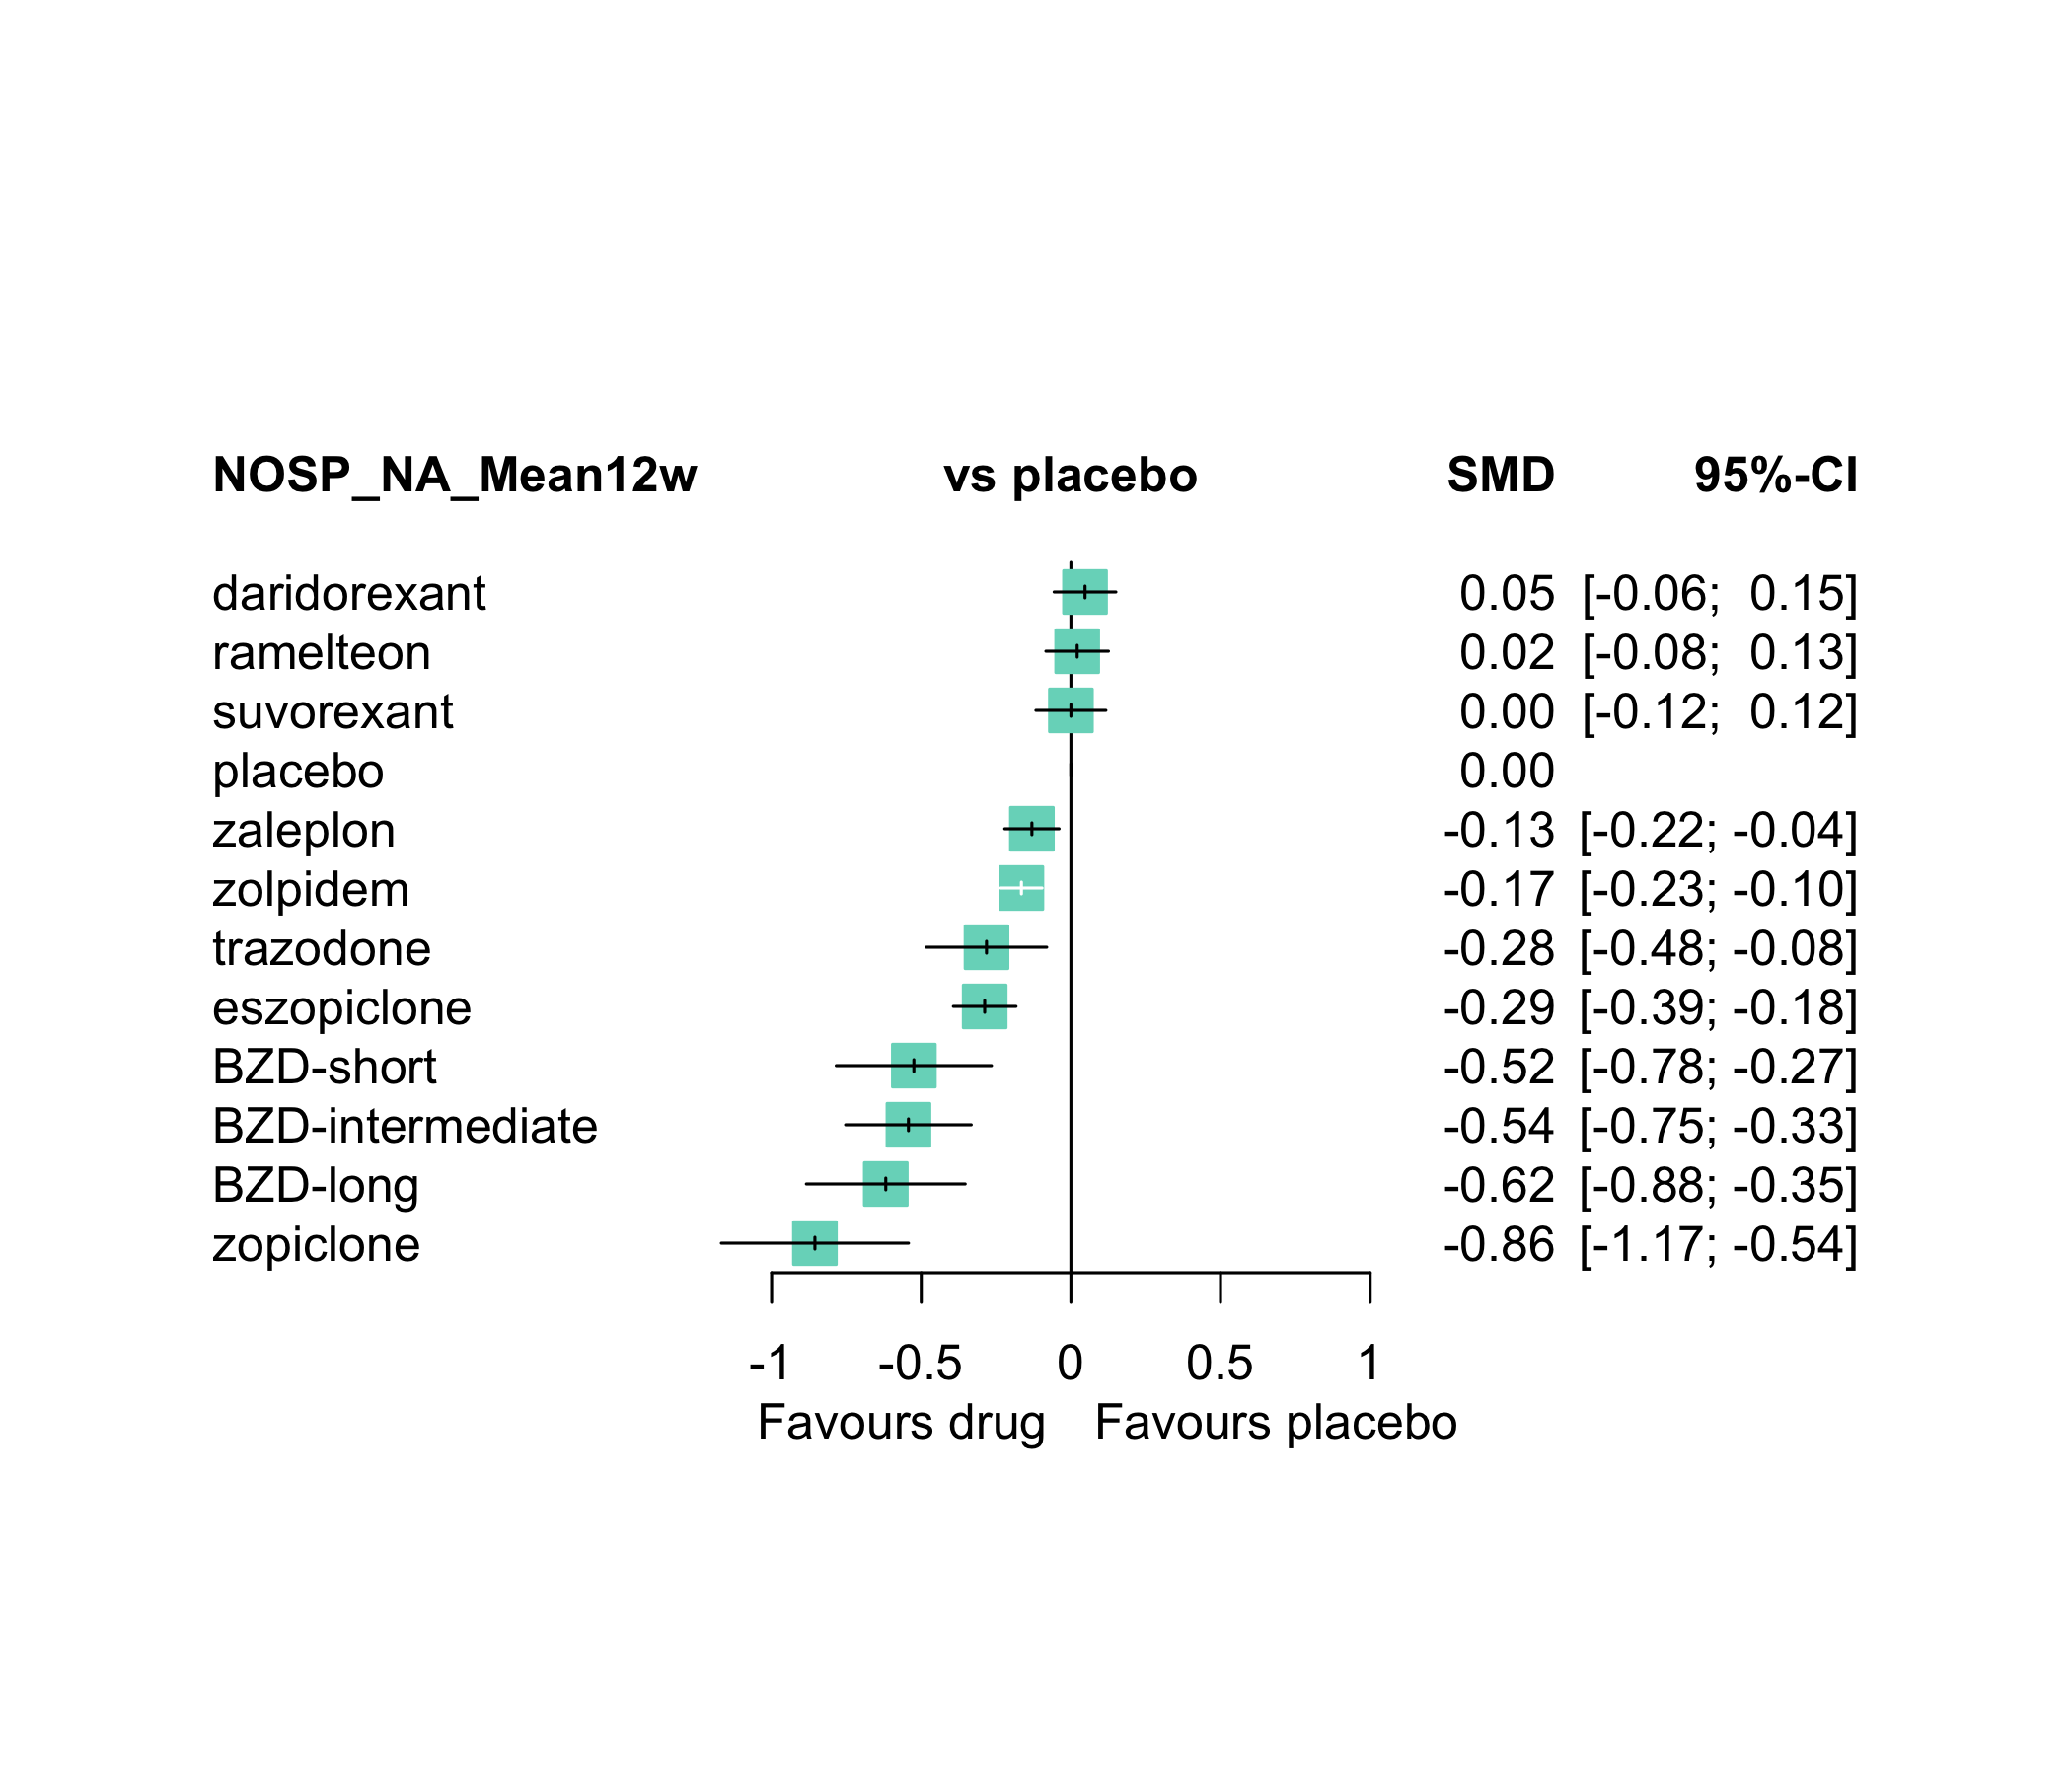 NOSP_NA_Mean12w vs placebo SMD 95%-CI
daridorexant 0.05 [-0.06; 0.15]
ramelteon 0.02 [-0.08; 0.13]
suvorexant 0.00 [-0.12; 0.12]
placebo 0.00
zaleplon -0.13 [-0.22; -0.04]
zolpidem -0.17 [-0.23; -0.10]
trazodone -0.28 [-0.48; -0.08]
eszopiclone -0.29 [-0.39; -0.18]
BZD-short -0.52 [-0.78; -0.27]
BZD-intermediate -0.54 [-0.75; -0.33]
BZD-long -0.62 [-0.88; -0.35]
zopiclone -0.86 [-1.17; -0.54]
-1 -0.5 0 0.5 1
Favours drug Favours placebo